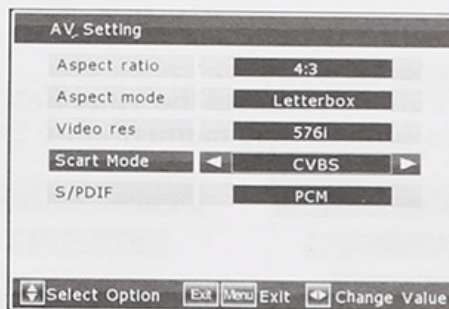 AV Setting
Aspect ratio 4:3
Aspect mode Letterbox
Video res 576I
Scart Mode CVBS
S/PDIF PCM
Select Option Exit Menu Exit Change Value